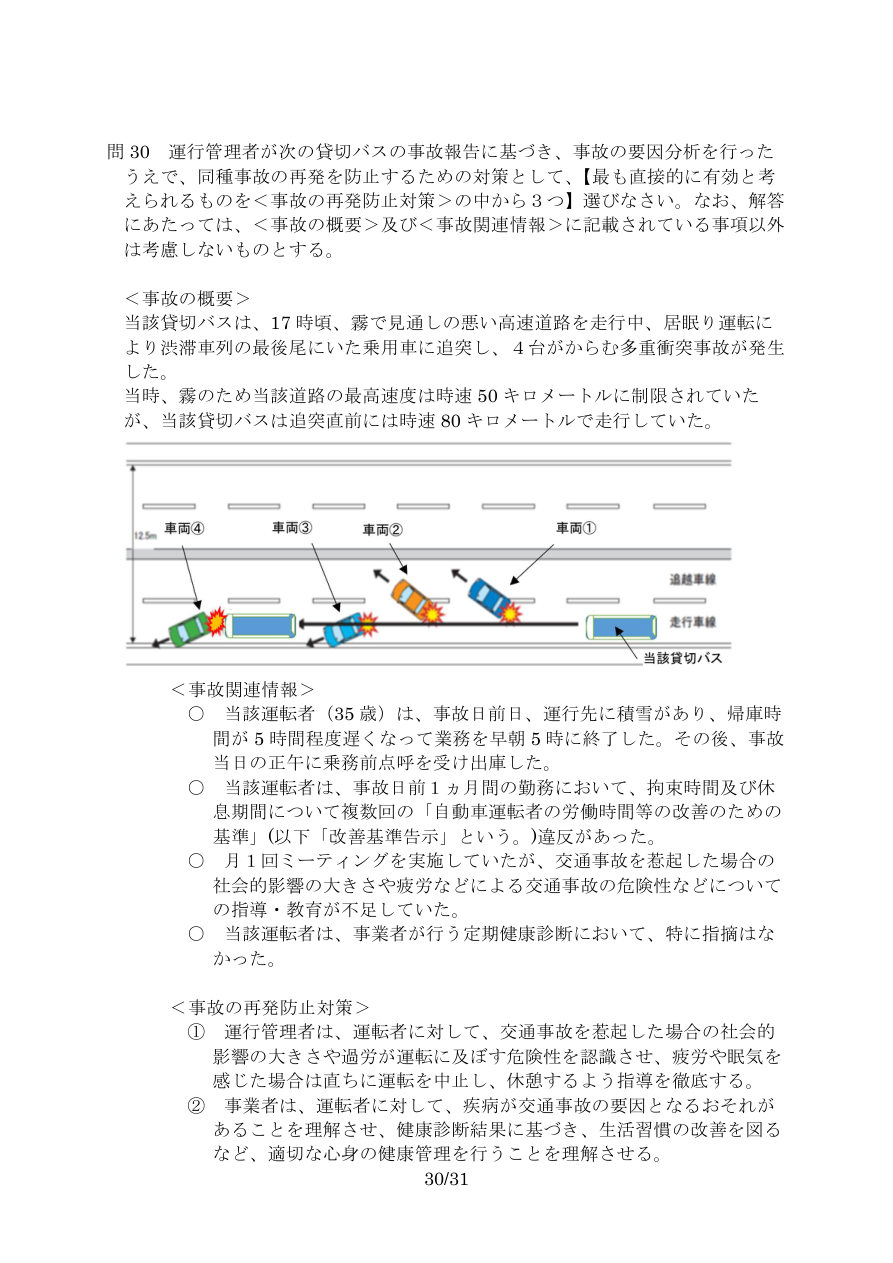 問 30　運行管理者が次の貸切バスの事故報告に基づき、事故の要因分析を行った
うえで、同種事故の再発を防止するための対策として、【最も直接的に有効と考
えられるものを＜事故の再発防止対策＞の中から３つ】選びなさい。なお、解答
にあたっては、＜事故の概要＞及び＜事故関連情報＞に記載されている事項以外
は考慮しないものとする。
＜事故の概要＞
当該貸切バスは、17 時頃、霧で見通しの悪い高速道路を走行中、居眠り運転に
より渋滞車列の最後尾にいた乗用車に追突し、４台がからむ多重衝突事故が発生
した。
当時、霧のため当該道路の最高速度は時速 50 キロメートルに制限されていた
が、当該貸切バスは追突直前には時速 80 キロメートルで走行していた。
12.5m 車両④ 車両③ 車両② 車両①
追越車線
走行車線
当該貸切バス
＜事故関連情報＞
○　当該運転者（35 歳）は、事故日前日、運行先に積雪があり、帰庫時
間が 5 時間程度遅くなって業務を早朝 5 時に終了した。その後、事故
当日の正午に乗務前点呼を受け出庫した。
○　当該運転者は、事故日前１ヵ月間の勤務において、拘束時間及び休
息期間について複数回の「自動車運転者の労働時間等の改善のための
基準」(以下「改善基準告示」という。)違反があった。
○　月１回ミーティングを実施していたが、交通事故を惹起した場合の
社会的影響の大きさや疲労などによる交通事故の危険性などについて
の指導・教育が不足していた。
○　当該運転者は、事業者が行う定期健康診断において、特に指摘はな
かった。
＜事故の再発防止対策＞
①　運行管理者は、運転者に対して、交通事故を惹起した場合の社会的
影響の大きさや過労が運転に及ぼす危険性を認識させ、疲労や眠気を
感じた場合は直ちに運転を中止し、休憩するよう指導を徹底する。
②　事業者は、運転者に対して、疾病が交通事故の要因となるおそれが
あることを理解させ、健康診断結果に基づき、生活習慣の改善を図る
など、適切な心身の健康管理を行うことを理解させる。
30/31